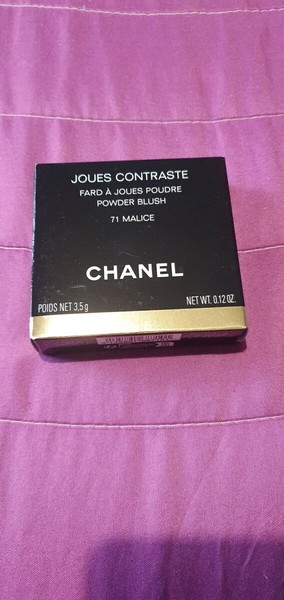 JOUES CONTRASTE
FARD À JOUES POUDRE
POWDER BLUSH
71 MALICE
CHANEL
POIDS NET 3,5 g NET WT. 0.12 OZ.